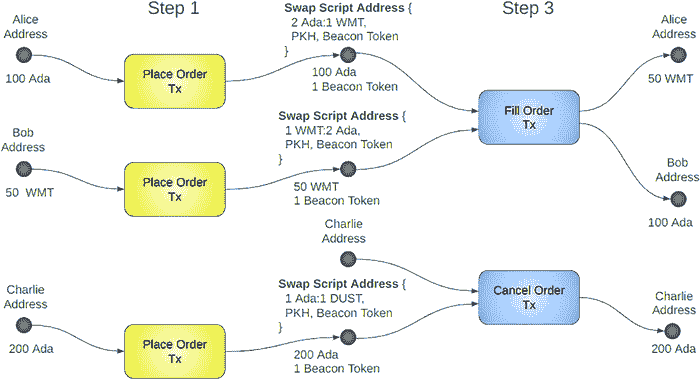 Step 1
Step 3
Alice
Address
100 Ada
Place Order
Tx
Swap Script Address {
2 Ada:1 WMT,
PKH, Beacon Token
}
100 Ada
1 Beacon Token
Fill Order
Tx
Alice
Address
50 WMT
Bob
Address
50 WMT
Place Order
Tx
Swap Script Address {
1 WMT:2 Ada,
PKH, Beacon Token
}
50 WMT
1 Beacon Token
Bob
Address
100 Ada
Charlie
Address
Charlie
Address
200 Ada
Place Order
Tx
Swap Script Address {
1 Ada:1 DUST,
PKH, Beacon Token
}
200 Ada
1 Beacon Token
Cancel Order
Tx
Charlie
Address
200 Ada